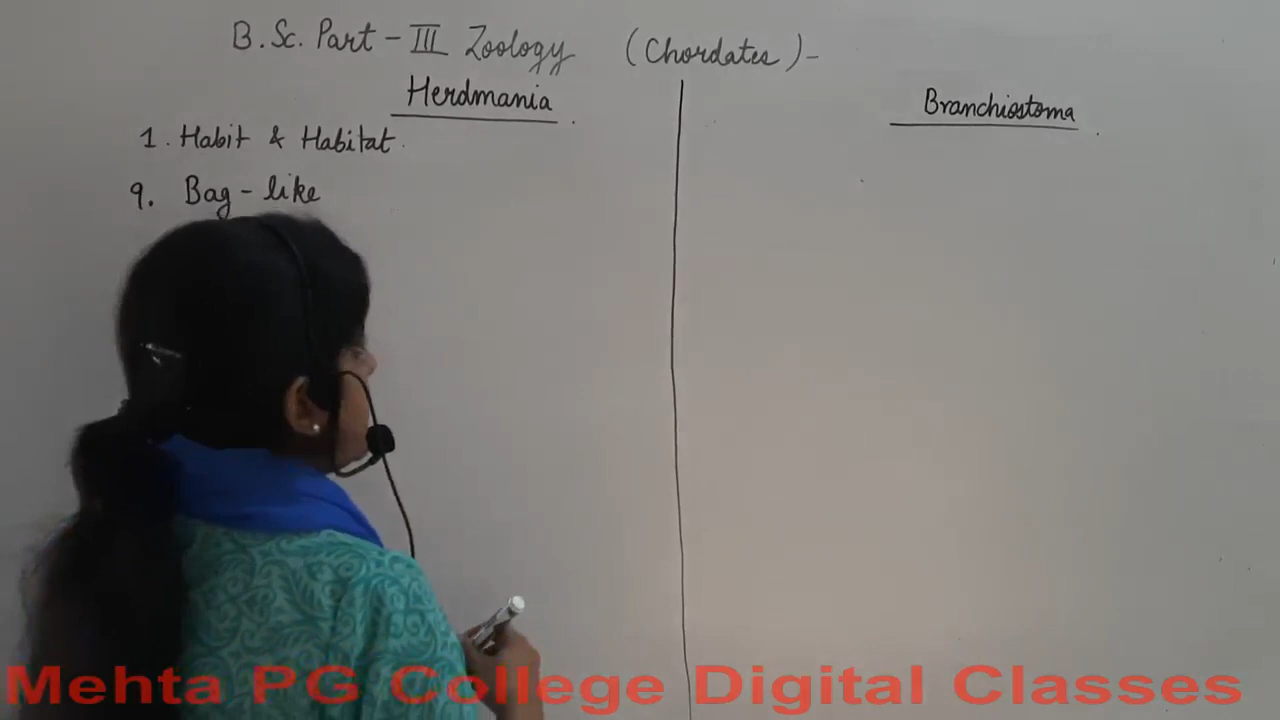 B.Sc. Part - III Zoology (Chordates) -
Herdmania
Branchiostoma
1. Habit & Habitat.
9. Bag - like
Mehta PG College Digital Classes